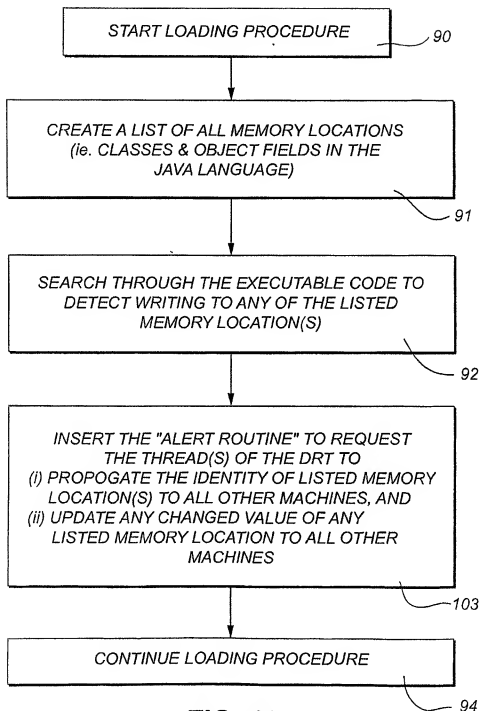 START LOADING PROCEDURE
90
CREATE A LIST OF ALL MEMORY LOCATIONS
(ie. CLASSES & OBJECT FIELDS IN THE
JAVA LANGUAGE)
91
SEARCH THROUGH THE EXECUTABLE CODE TO
DETECT WRITING TO ANY OF THE LISTED
MEMORY LOCATION(S)
92
INSERT THE "ALERT ROUTINE" TO REQUEST
THE THREAD(S) OF THE DRT TO
(i) PROPOGATE THE IDENTITY OF LISTED MEMORY
LOCATION(S) TO ALL OTHER MACHINES, AND
(ii) UPDATE ANY CHANGED VALUE OF ANY
LISTED MEMORY LOCATION TO ALL OTHER
MACHINES
103
CONTINUE LOADING PROCEDURE
94